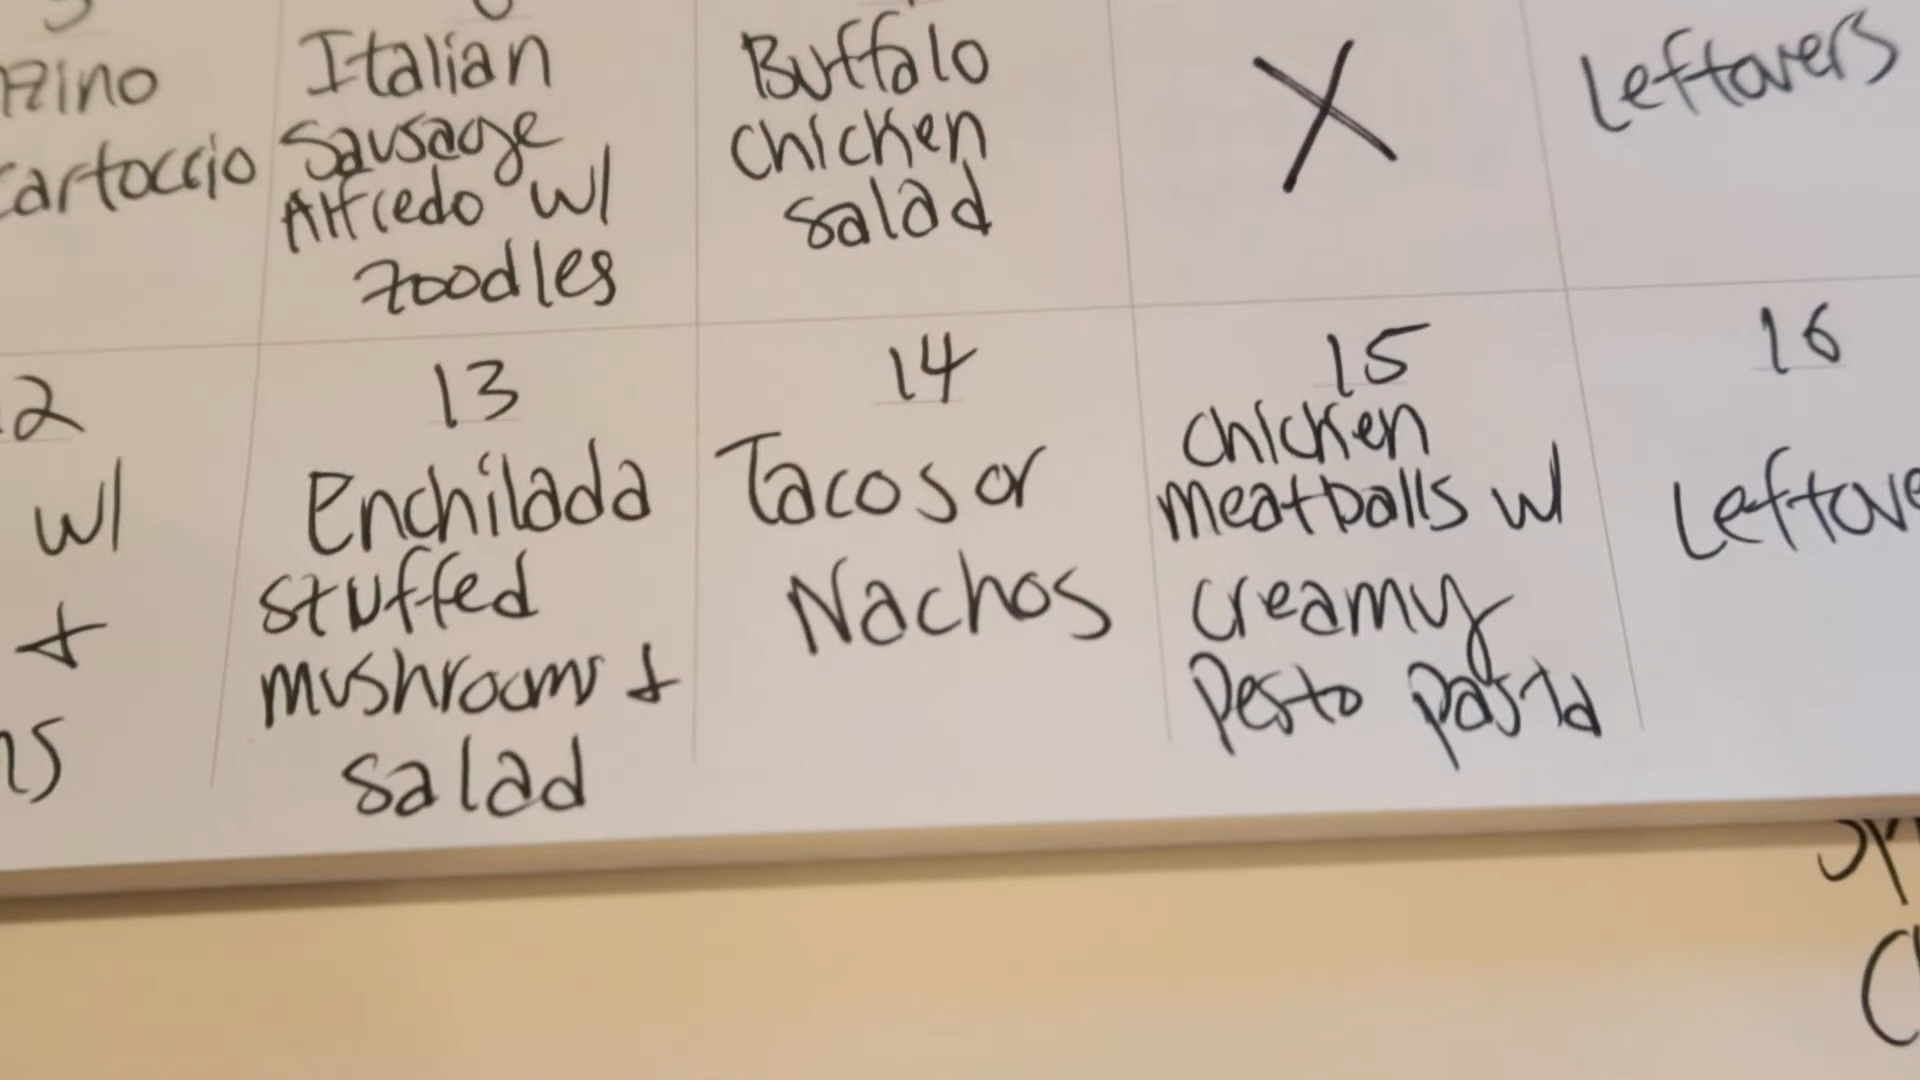 cartoccio
Italian
Sausage
Alfredo w/
zoodles
Buffalo
chicken
salad
X
Leftovers
w/
+
13
Enchilada
stuffed
mushrooms +
salad
14
Tacos or
Nachos
15
chicken
meatballs w/
creamy
pesto pasta
16